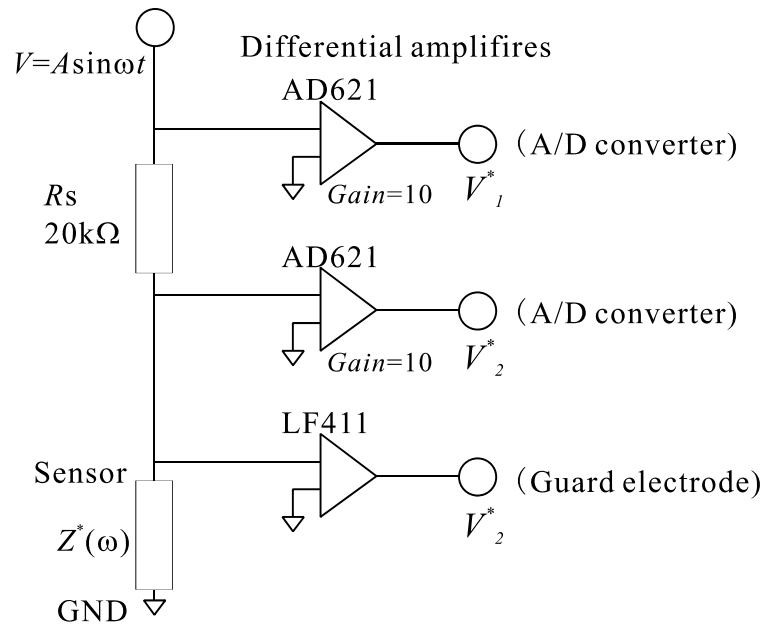 Differential amplifires
V=Asinωt
AD621
(A/D converter)
V*1
Gain=10
Rs
20kΩ
AD621
(A/D converter)
V*2
Gain=10
LF411
Sensor
(Guard electrode)
V*2
Z*(ω)
GND